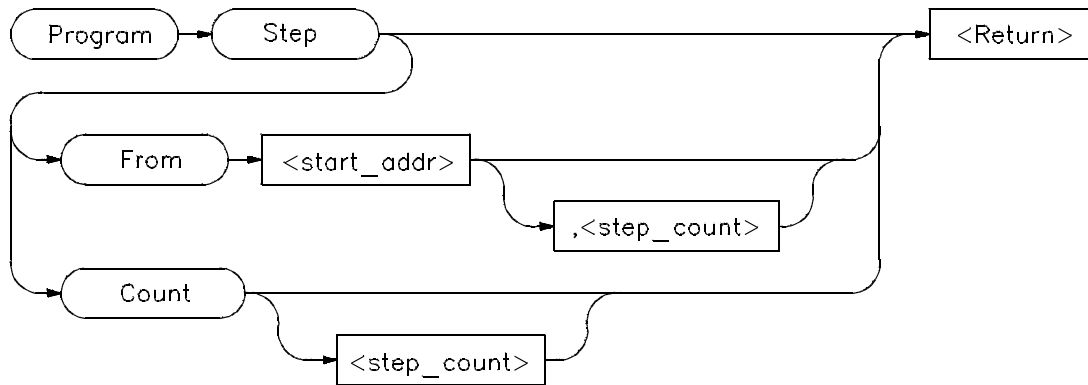 Program Step <Return>
From <start_addr>
,<step_count>
Count
<step_count>